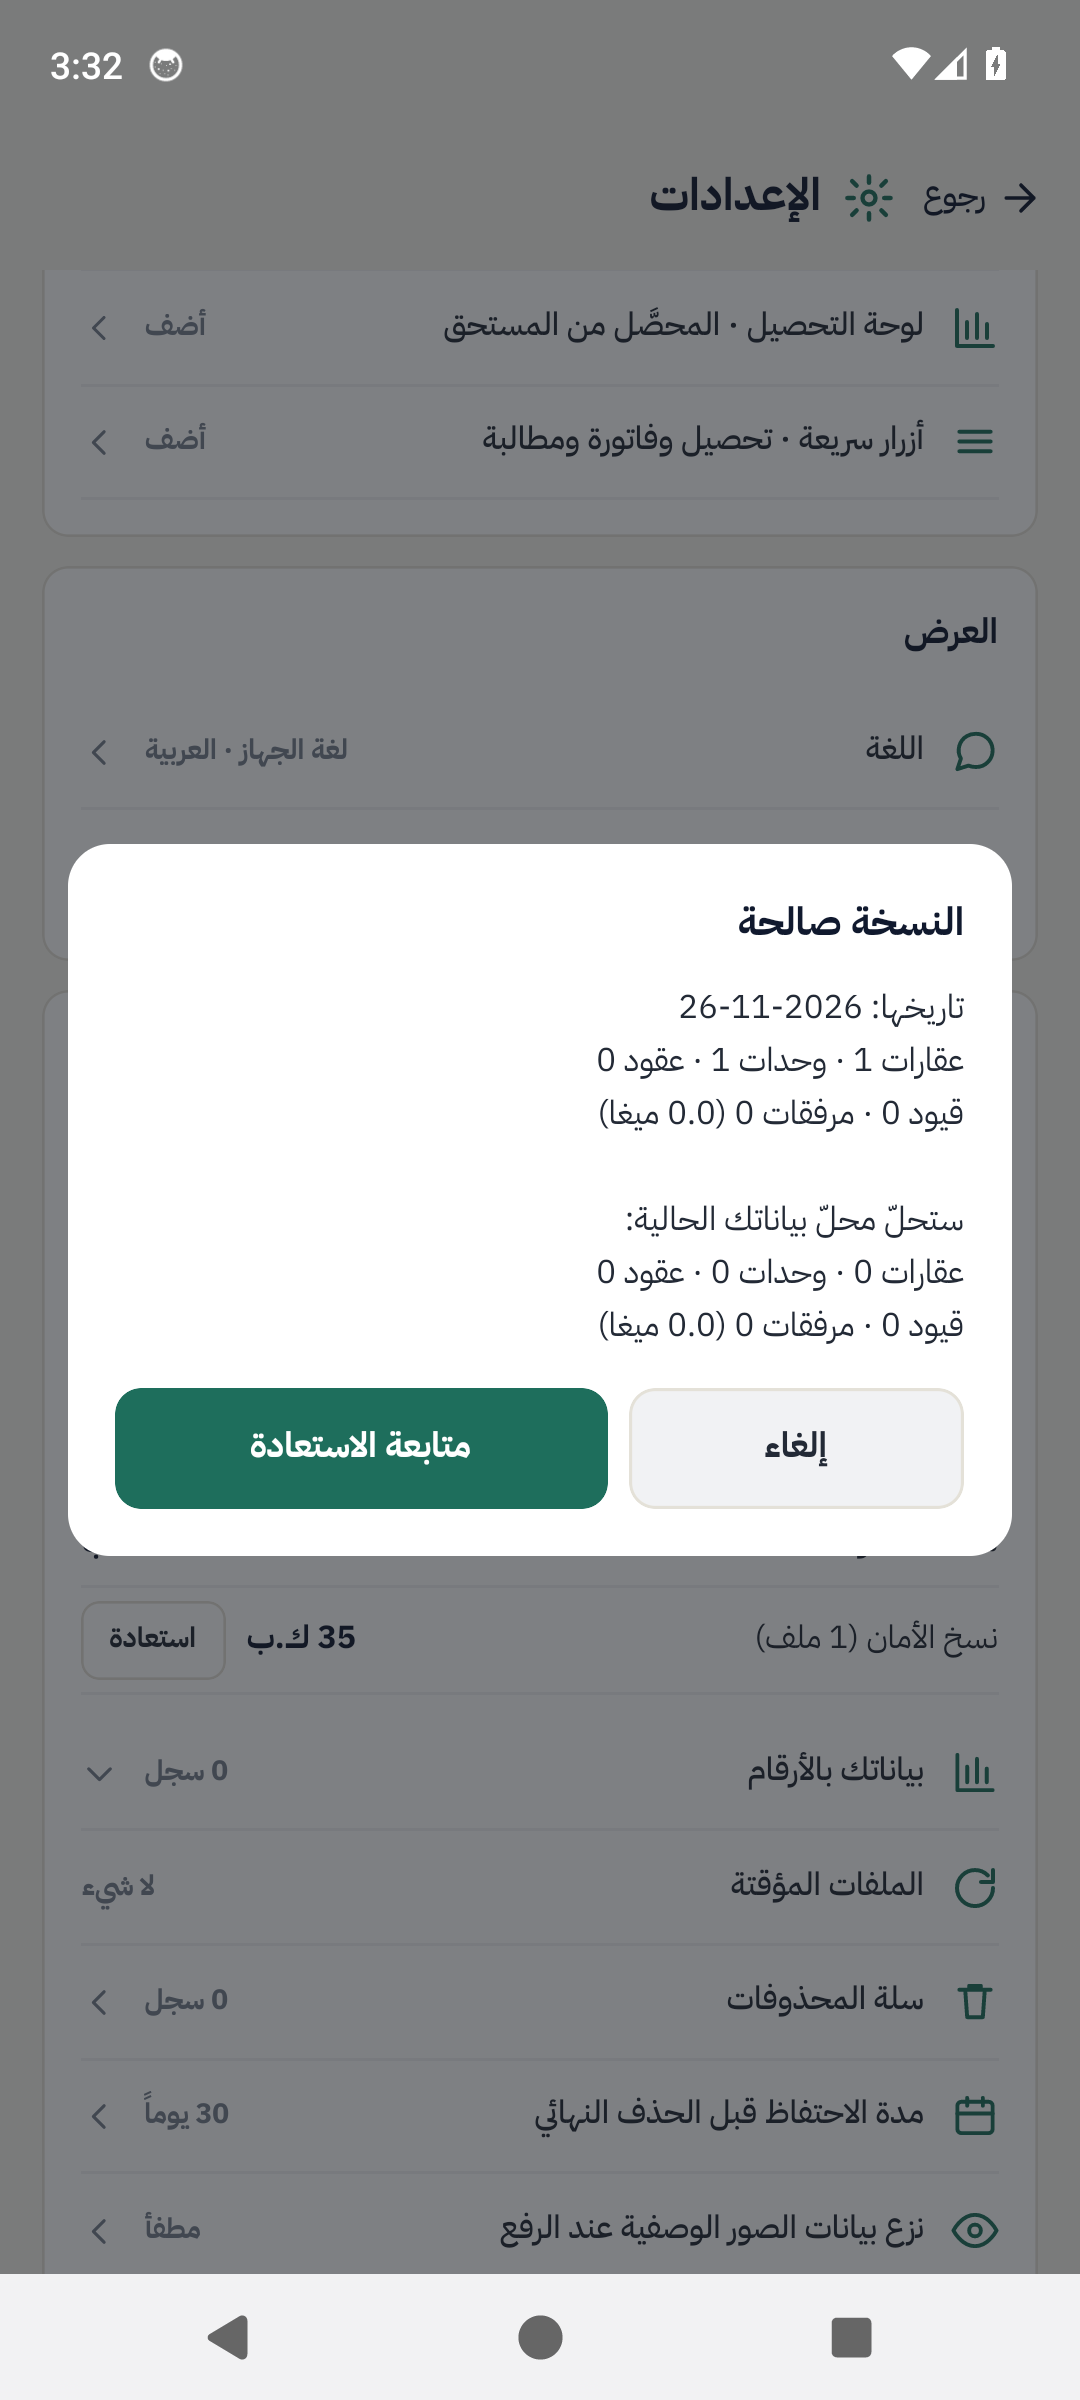 3:32
رجوع
الإعدادات
لوحة التحصيل · المحصَّل من المستحق
أضف
أزرار سريعة · تحصيل وفاتورة ومطالبة
أضف
العرض
اللغة
لغة الجهاز · العربية
النسخة صالحة
تاريخها: 2026-11-26
عقارات 1 · وحدات 1 · عقود 0
قيود 0 · مرفقات 0 (0.0 ميغا)
ستحلّ محلّ بياناتك الحالية:
عقارات 0 · وحدات 0 · عقود 0
قيود 0 · مرفقات 0 (0.0 ميغا)
إلغاء
متابعة الاستعادة
نسخ الأمان (1 ملف)
35 ك.ب
استعادة
بياناتك بالأرقام
0 سجل
الملفات المؤقتة
لا شيء
سلة المحذوفات
0 سجل
مدة الاحتفاظ قبل الحذف النهائي
30 يوماً
نزع بيانات الصور الوصفية عند الرفع
مطفأ